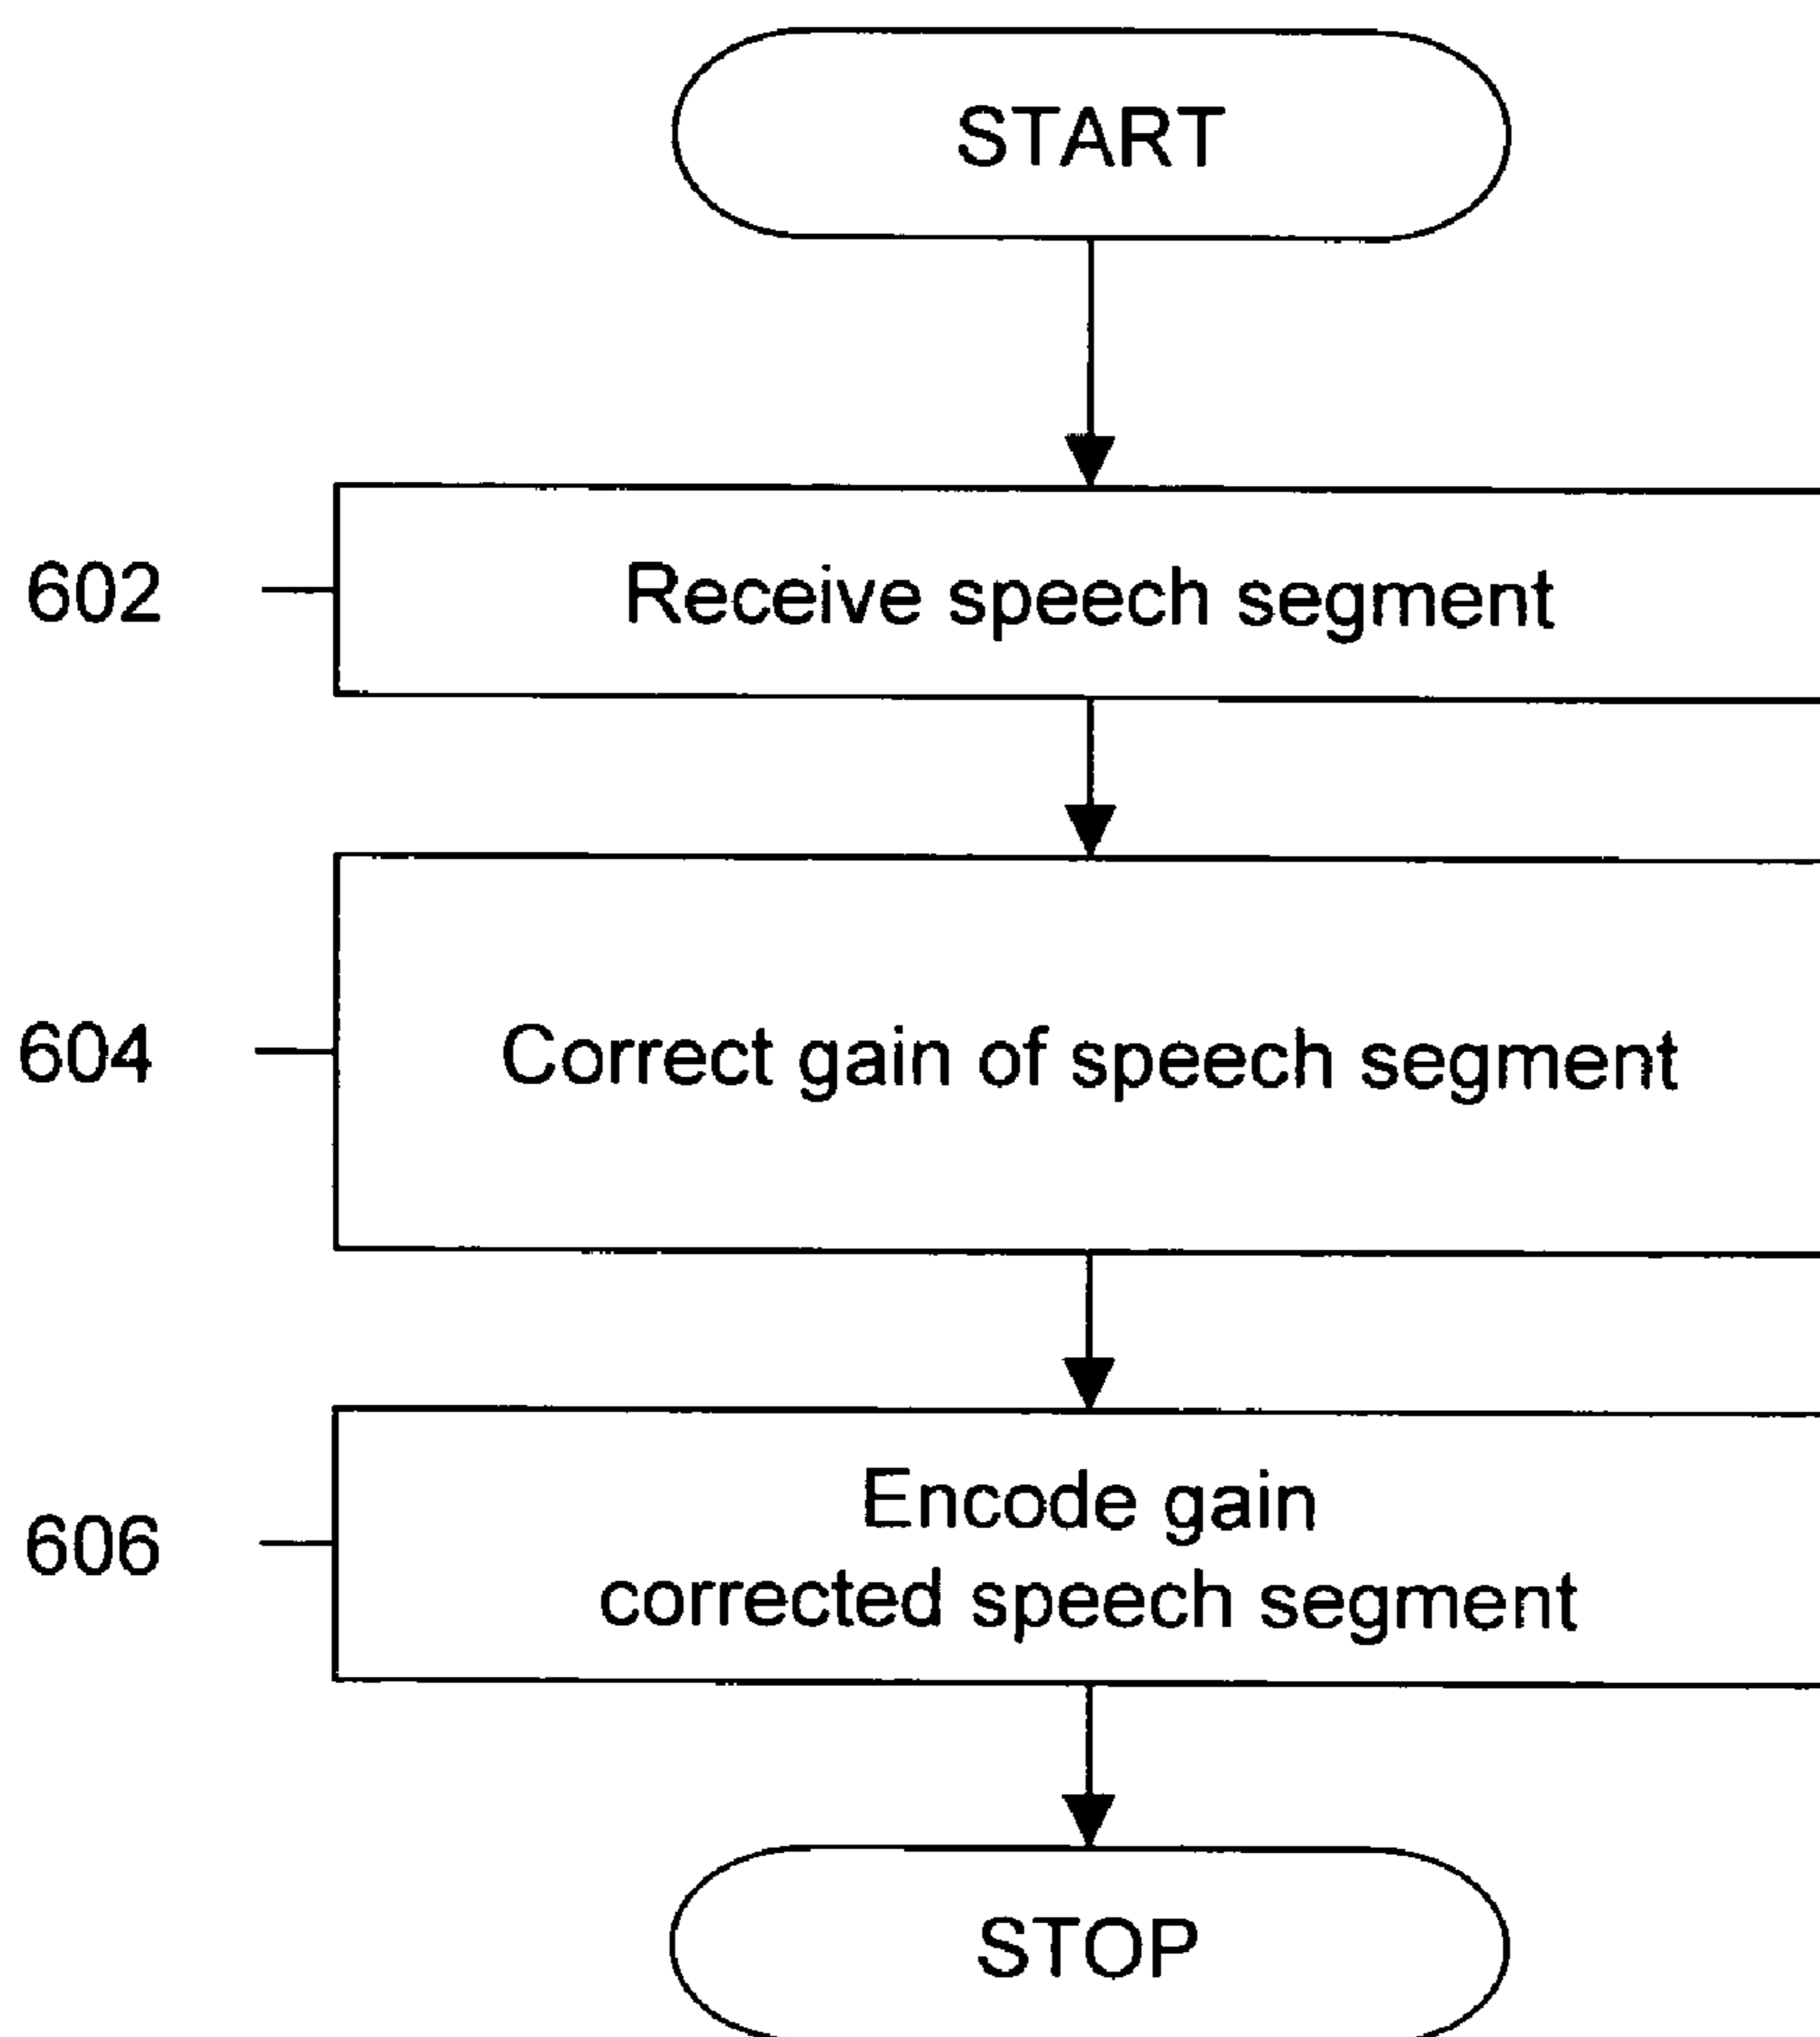 START
602
Receive speech segment
604
Correct gain of speech segment
606
Encode gain
corrected speech segment
STOP